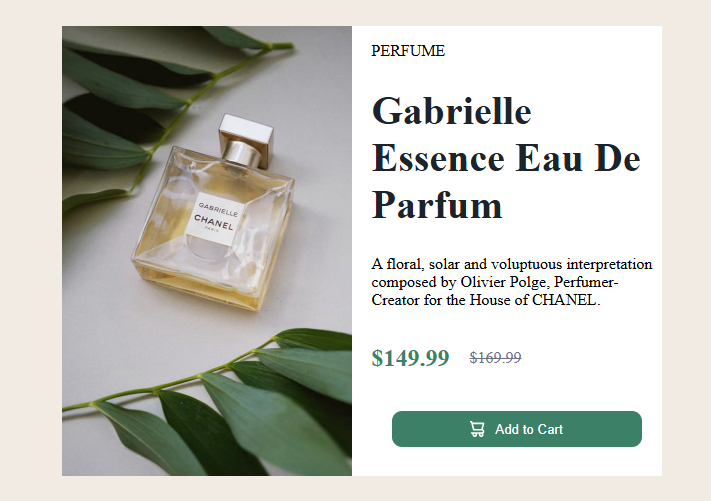 GABRIELLE
CHANEL
PARIS
PERFUME
Gabrielle
Essence Eau De
Parfum
A floral, solar and voluptuous interpretation
composed by Olivier Polge, Perfumer-
Creator for the House of CHANEL.
$149.99 $169.99
Add to Cart